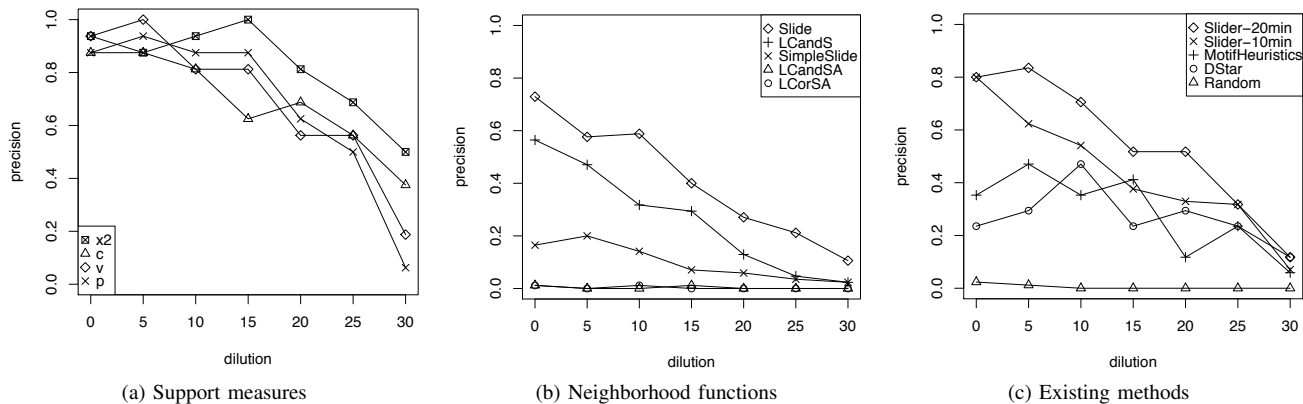 precision
0.0 0.2 0.4 0.6 0.8 1.0
x2
c
v
p
0 5 10 15 20 25 30
dilution
(a) Support measures
precision
0.0 0.2 0.4 0.6 0.8 1.0
Slide
LCandS
SimpleSlide
LCandSA
LCorSA
0 5 10 15 20 25 30
dilution
(b) Neighborhood functions
precision
0.0 0.2 0.4 0.6 0.8 1.0
Slider-20min
Slider-10min
MotifHeuristics
DStar
Random
0 5 10 15 20 25 30
dilution
(c) Existing methods